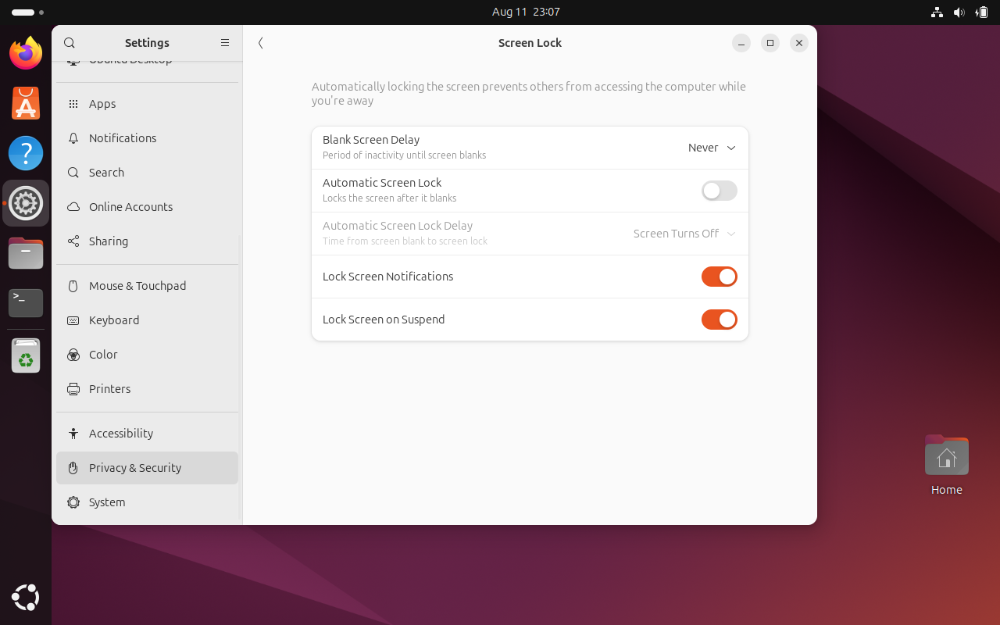 Aug 11 23:07
Settings
Screen Lock
Ubuntu Desktop
Apps
Notifications
Search
Online Accounts
Sharing
Mouse & Touchpad
Keyboard
Color
Printers
Accessibility
Privacy & Security
System
Automatically locking the screen prevents others from accessing the computer while
you're away
Blank Screen Delay
Period of inactivity until screen blanks
Never
Automatic Screen Lock
Locks the screen after it blanks
Automatic Screen Lock Delay
Time from screen blank to screen lock
Screen Turns Off
Lock Screen Notifications
Lock Screen on Suspend
Home